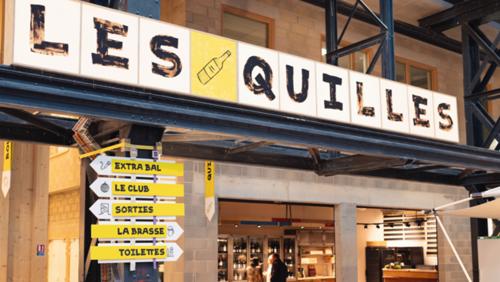 LES QUILLES
EXTRA BAL
LE CLUB
SORTIES
LA BRASSE
TOILETTES